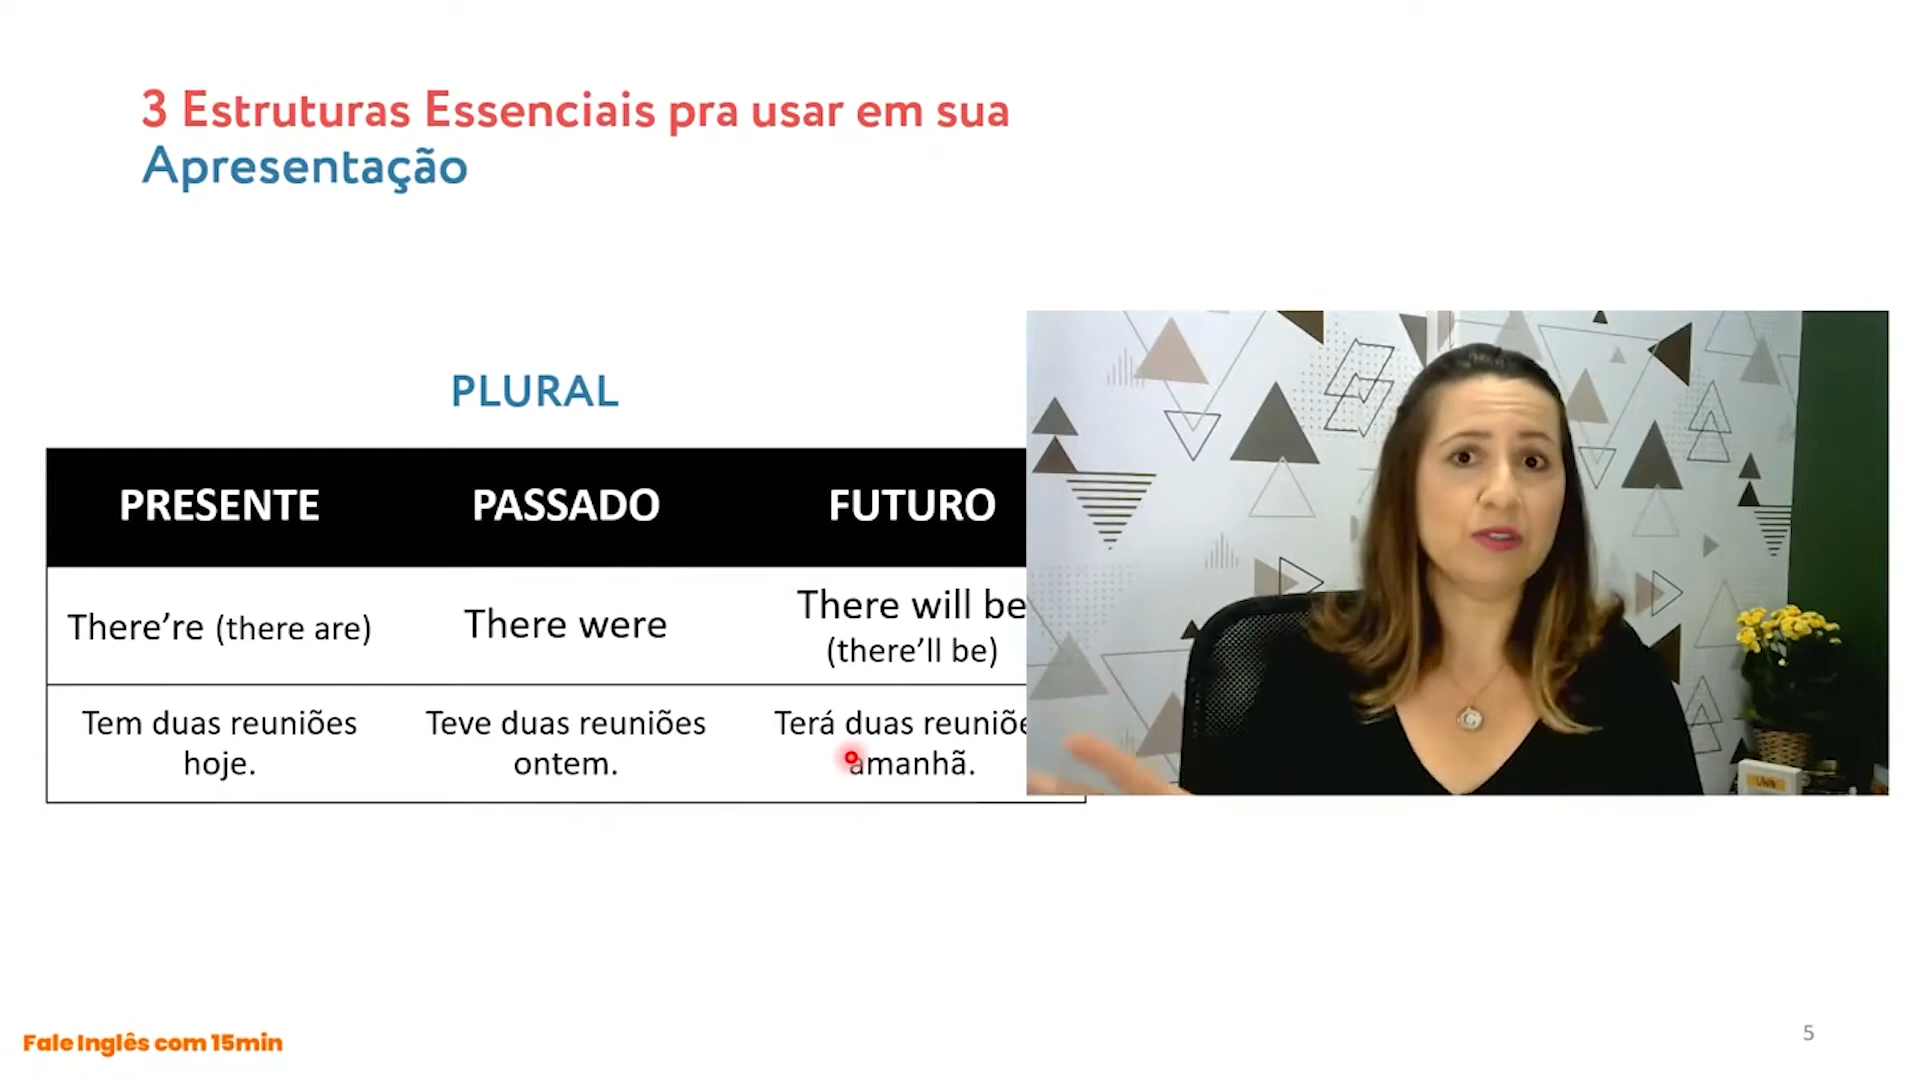 3 Estruturas Essenciais pra usar em sua
Apresentação
PLURAL
PRESENTE PASSADO FUTURO
There're (there are) There were There will be
(there'll be)
Tem duas reuniões Teve duas reuniões Terá duas
hoje. ontem. amanhã.
Fale Inglês com 15min
5